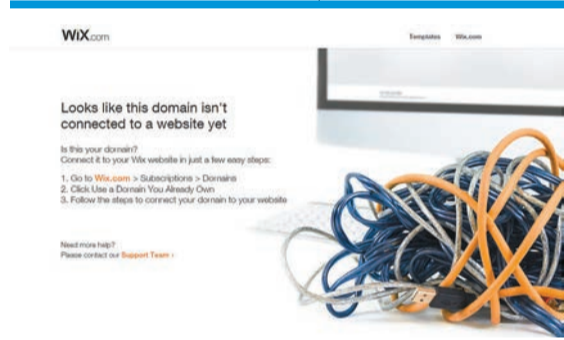 WiX.com
Templates Wix.com
Looks like this domain isn't
connected to a website yet
Is this your domain?
Connect it to your Wix website in just a few easy steps:
1. Go to Wix.com > Subscriptions > Domains
2. Click Use a Domain You Already Own
3. Follow the steps to connect your domain to your website
Need more help?
Please contact our Support Team ›